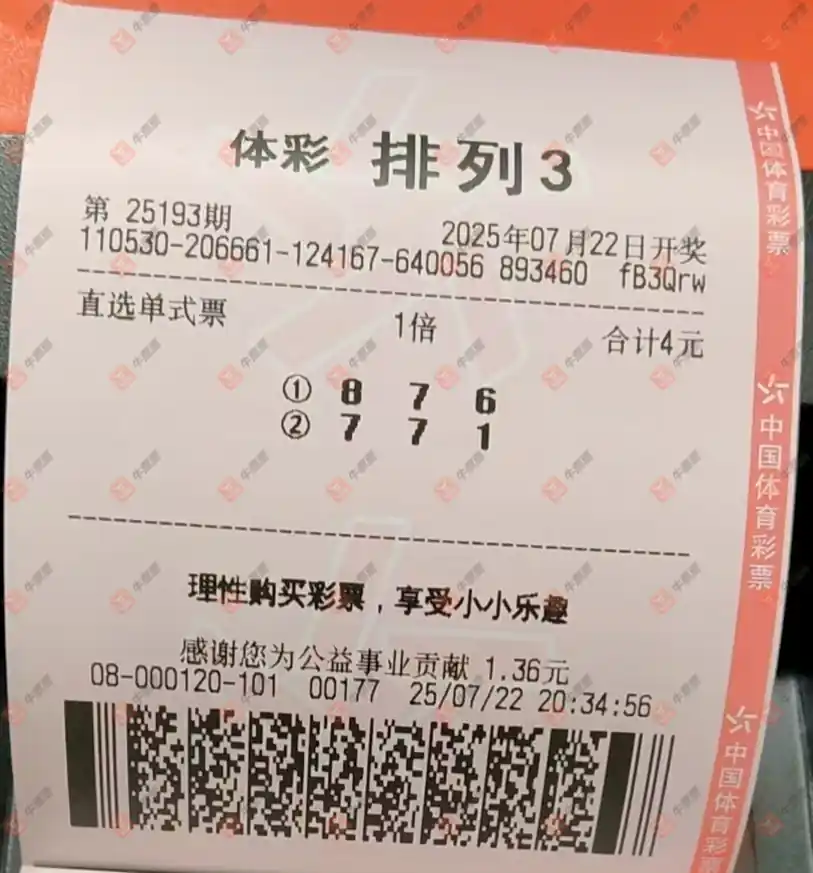 体彩 排列3
第 25193期 2025年07月22日开奖
110530-206661-124167-640056 893460 fB3Qrw
直选单式票 1倍 合计4元
① 8 7 6
② 7 7 1
理性购买彩票，享受小小乐趣
感谢您为公益事业贡献 1.36元
08-000120-101 00177 25/07/22 20:34:56
中国体育彩票
中国体育彩票
中国体育彩票